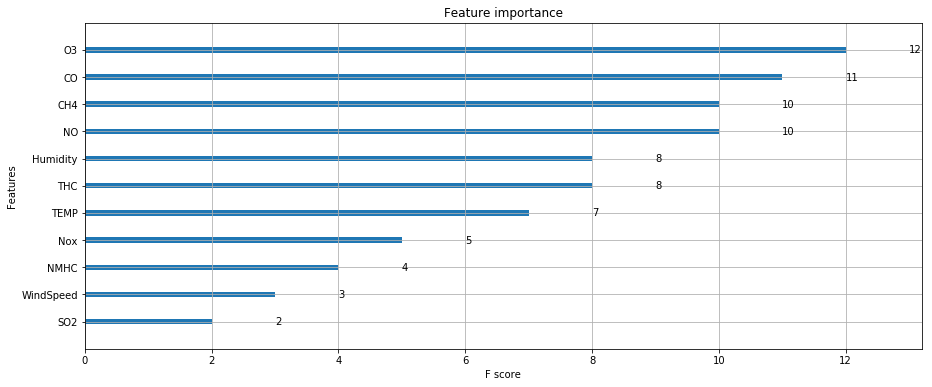 Feature importance
Features
O3 12
CO 11
CH4 10
NO 10
Humidity 8
THC 8
TEMP 7
Nox 5
NMHC 4
WindSpeed 3
SO2 2
0 2 4 6 8 10 12
F score